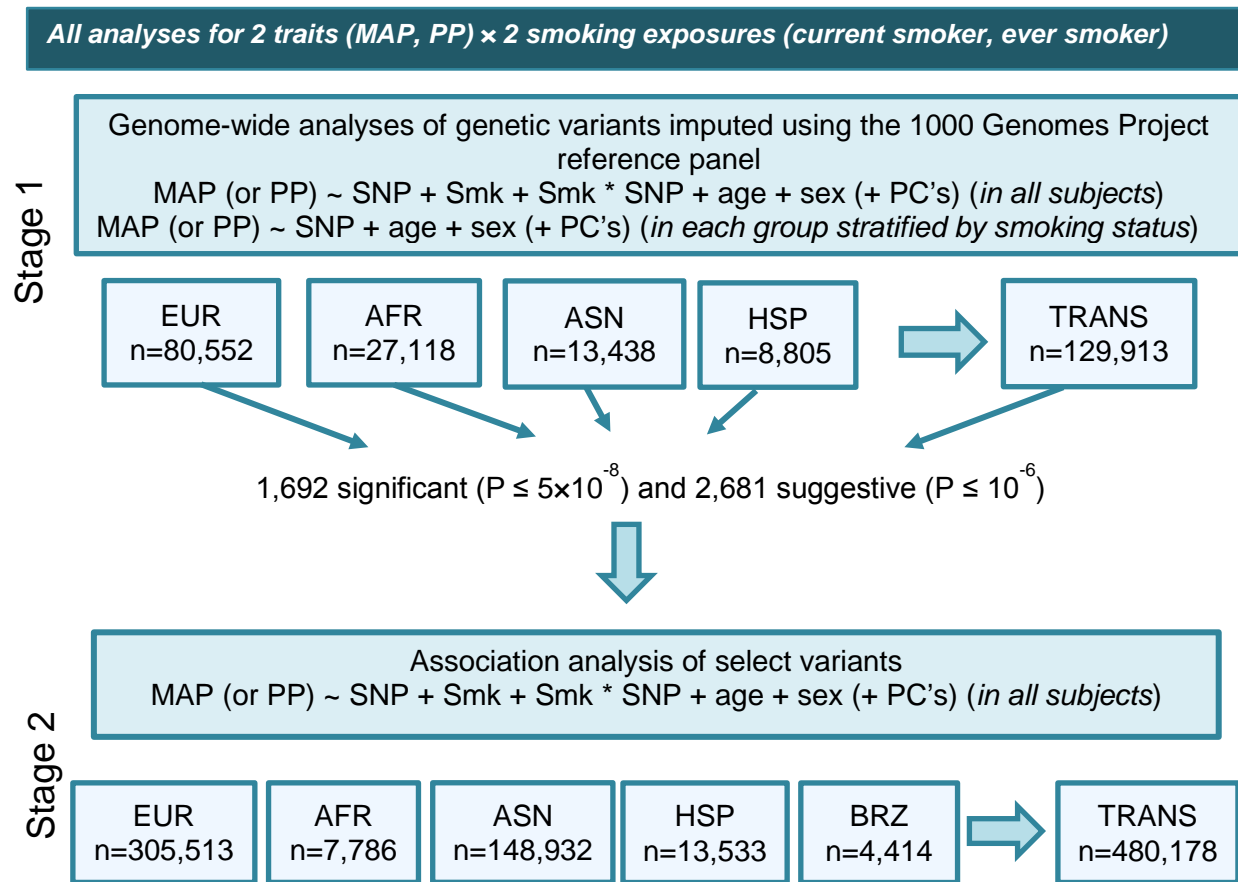 All analyses for 2 traits (MAP, PP) × 2 smoking exposures (current smoker, ever smoker)
Stage 1
Genome-wide analyses of genetic variants imputed using the 1000 Genomes Project
reference panel
MAP (or PP) ~ SNP + Smk + Smk * SNP + age + sex (+ PC's) (in all subjects)
MAP (or PP) ~ SNP + age + sex (+ PC's) (in each group stratified by smoking status)
EUR
n=80,552
AFR
n=27,118
ASN
n=13,438
HSP
n=8,805
TRANS
n=129,913
1,692 significant (P ≤ 5×10⁻⁸) and 2,681 suggestive (P ≤ 10⁻⁶)
Stage 2
Association analysis of select variants
MAP (or PP) ~ SNP + Smk + Smk * SNP + age + sex (+ PC's) (in all subjects)
EUR
n=305,513
AFR
n=7,786
ASN
n=148,932
HSP
n=13,533
BRZ
n=4,414
TRANS
n=480,178